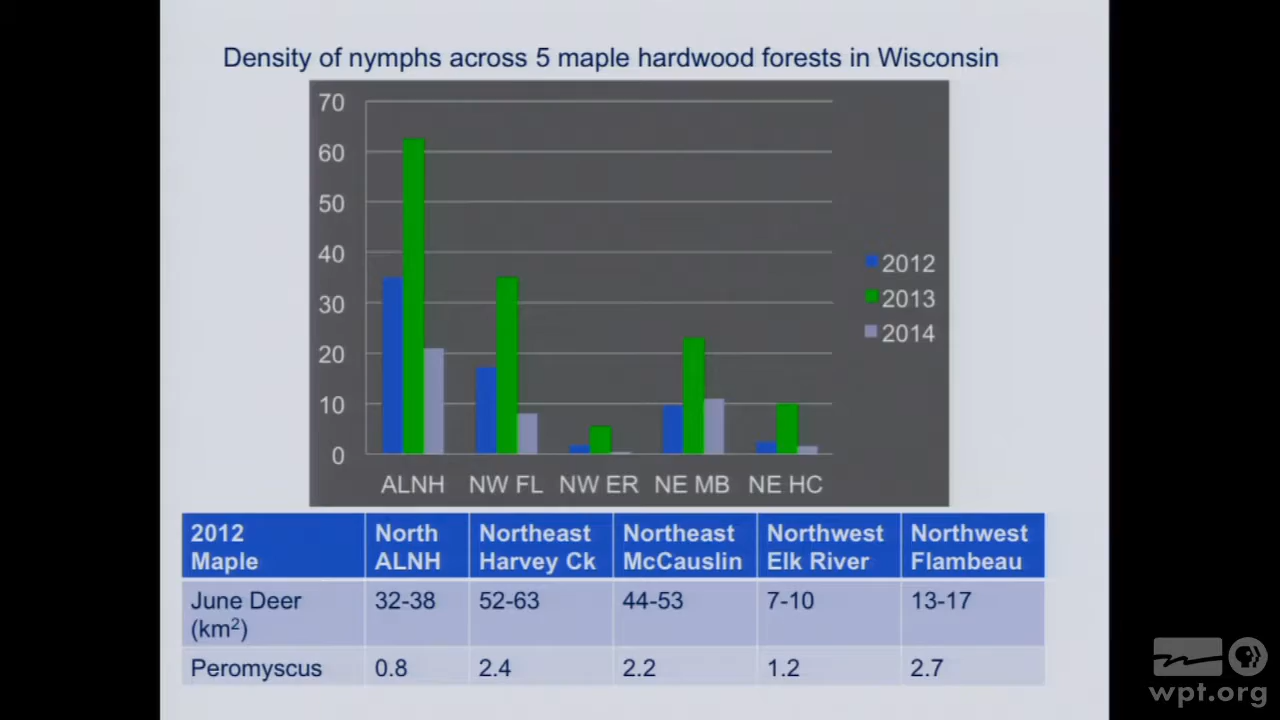 Density of nymphs across 5 maple hardwood forests in Wisconsin
70
60
50
40
30
20
10
0
2012
2013
2014
ALNH NW FL NW ER NE MB NE HC
2012 Maple
North ALNH
Northeast Harvey Ck
Northeast McCauslin
Northwest Elk River
Northwest Flambeau
June Deer (km²)
32-38
52-63
44-53
7-10
13-17
Peromyscus
0.8
2.4
2.2
1.2
2.7
PBS
wpt.org